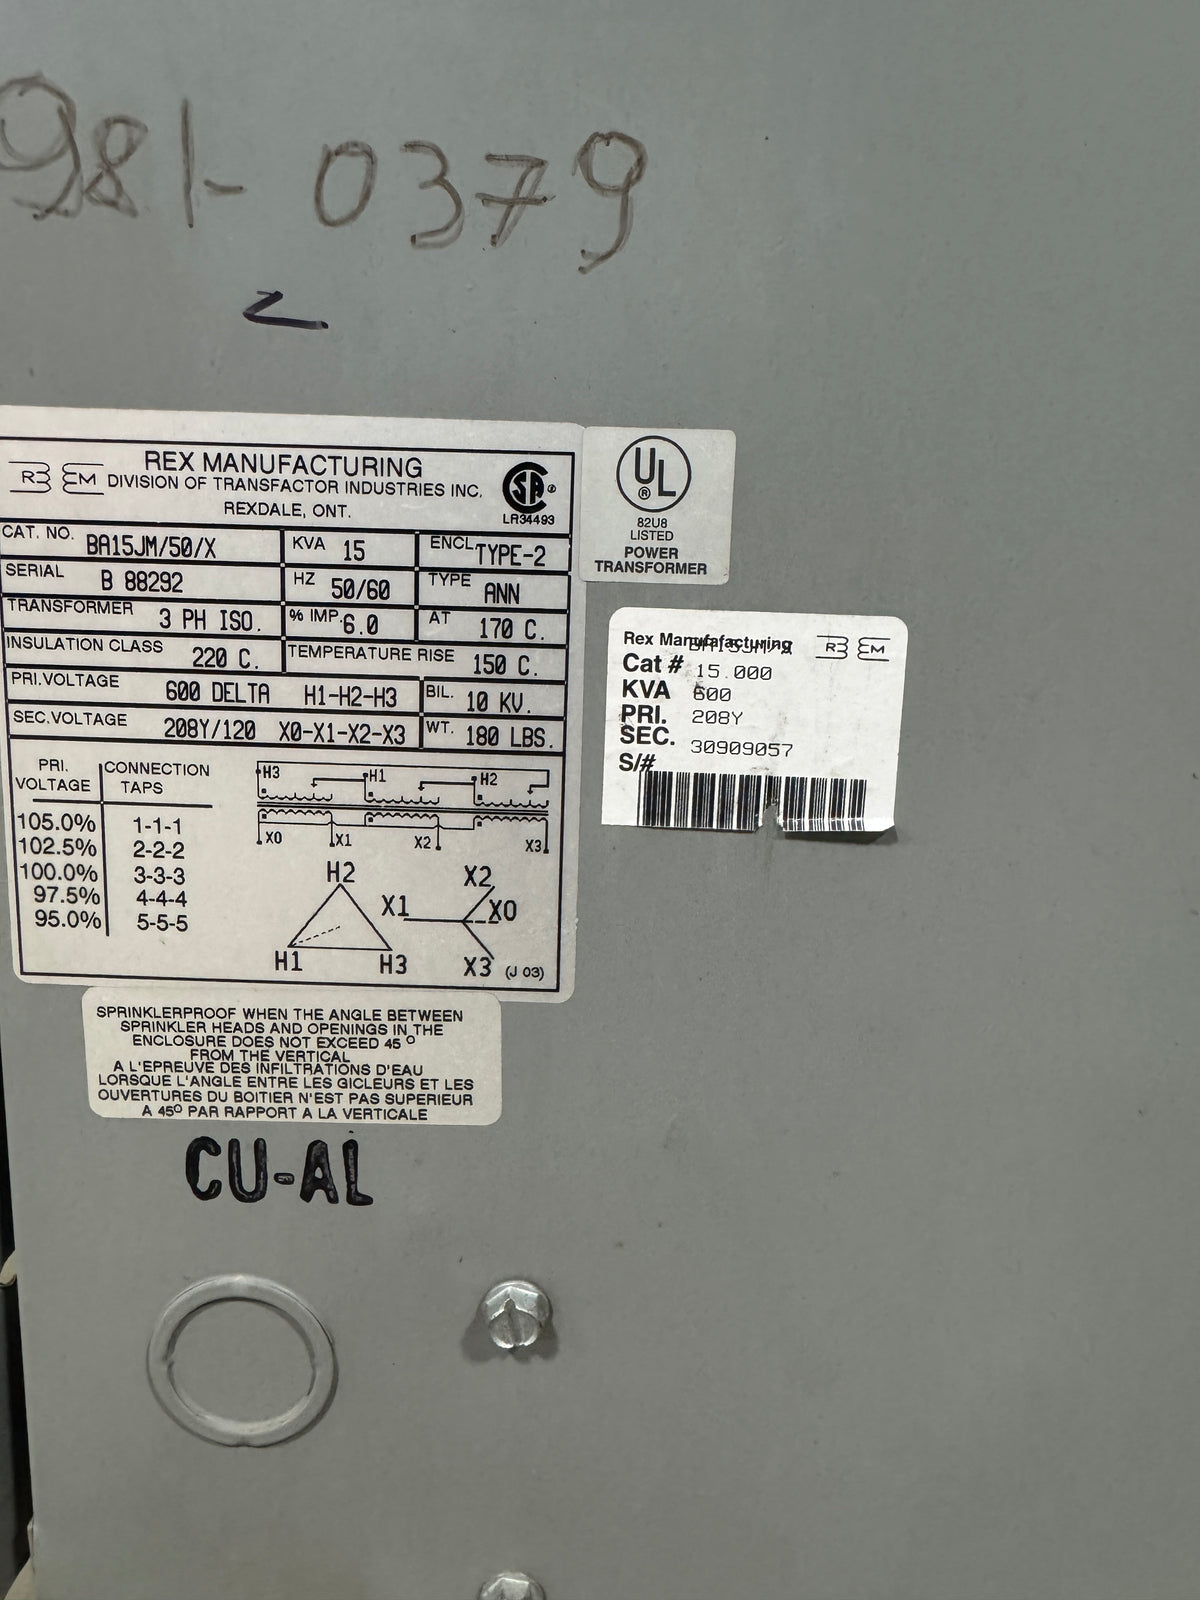 981-0379
REX MANUFACTURING
DIVISION OF TRANSFACTOR INDUSTRIES INC.
REXDALE, ONT.
LR34493
CAT. NO. BA15JM/50/X
KVA 15
ENCL TYPE-2
SERIAL B 88292
HZ 50/60
TYPE ANN
TRANSFORMER 3 PH ISO.
% IMP. 6.0
AT 170 C.
INSULATION CLASS 220 C.
TEMPERATURE RISE 150 C.
PRI.VOLTAGE 600 DELTA H1-H2-H3
BIL. 10 KV.
SEC.VOLTAGE 208Y/120 X0-X1-X2-X3
WT. 180 LBS.
PRI. VOLTAGE CONNECTION TAPS
105.0% 1-1-1
102.5% 2-2-2
100.0% 3-3-3
97.5% 4-4-4
95.0% 5-5-5
H3 H1 H2
X0 X1 X2 X3
H2
H1 H3
X2
X1 X0
X3 (J 03)
UL
82U8
LISTED
POWER
TRANSFORMER
Rex Manufafacturing
Cat # 15.000
KVA 600
PRI. 208Y
SEC. 30909057
S/#
SPRINKLERPROOF WHEN THE ANGLE BETWEEN
SPRINKLER HEADS AND OPENINGS IN THE
ENCLOSURE DOES NOT EXCEED 45 º
FROM THE VERTICAL
A L'EPREUVE DES INFILTRATIONS D'EAU
LORSQUE L'ANGLE ENTRE LES GICLEURS ET LES
OUVERTURES DU BOITIER N'EST PAS SUPERIEUR
A 45º PAR RAPPORT A LA VERTICALE
CU-AL